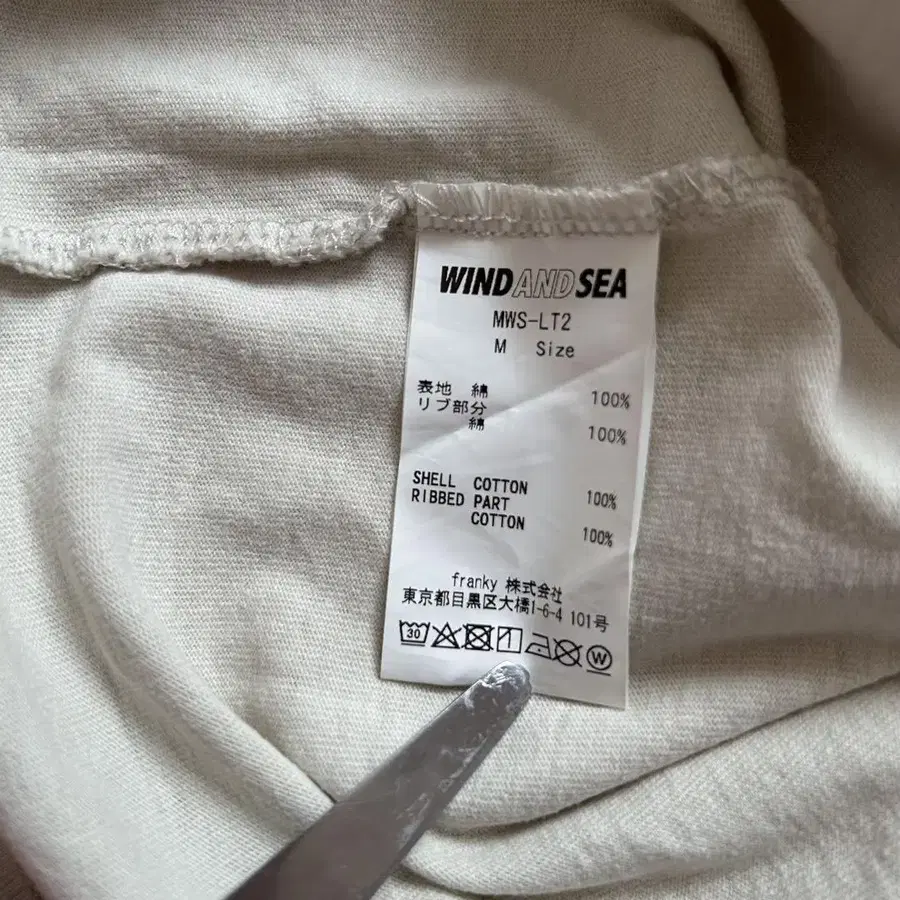 WIND AND SEA
MWS-LT2
M Size
表地 綿 100%
リブ部分
綿 100%
SHELL COTTON 100%
RIBBED PART
COTTON 100%
franky 株式会社
東京都目黒区大橋1-6-4 101号
30 W